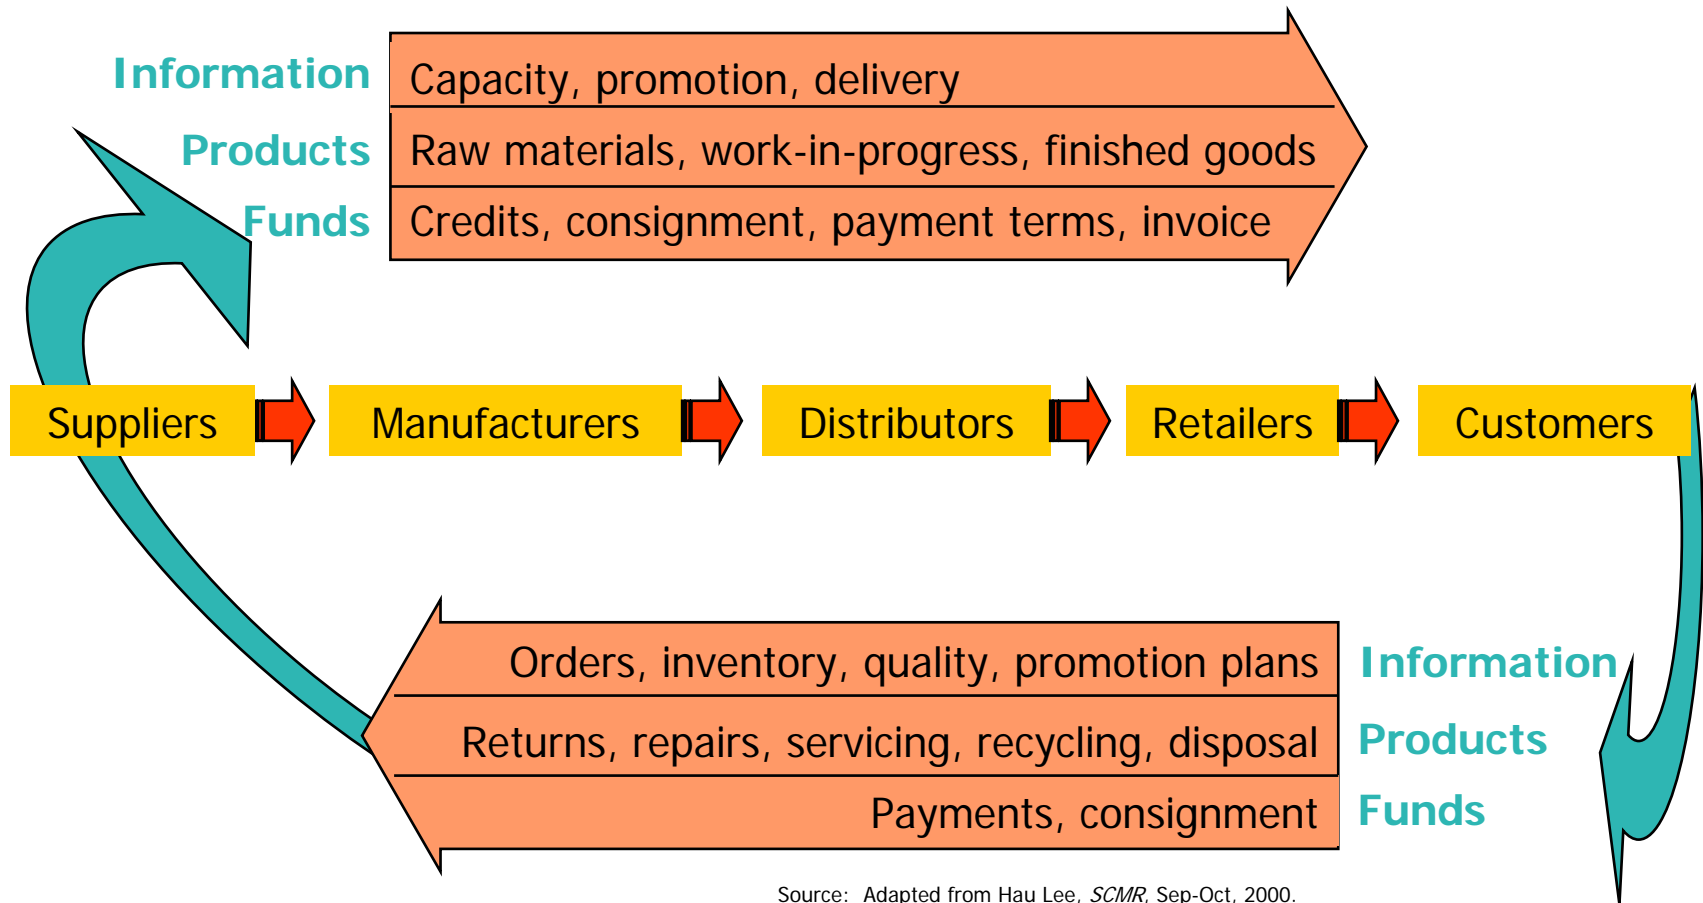 Information Capacity, promotion, delivery
Products Raw materials, work-in-progress, finished goods
Funds Credits, consignment, payment terms, invoice
Suppliers Manufacturers Distributors Retailers Customers
Orders, inventory, quality, promotion plans Information
Returns, repairs, servicing, recycling, disposal Products
Payments, consignment Funds
Source: Adapted from Hau Lee, SCMR, Sep-Oct, 2000.